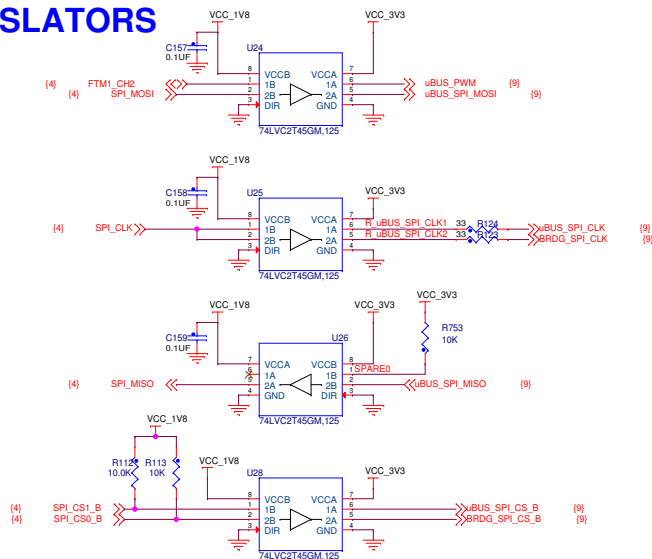 SLATORS
VCC_1V8 VCC_3V3
C157
0.1UF
U24
8 VCCB VCCA 7
{4} FTM1_CH2 1 1B 1A 6 uBUS_PWM {9}
{4} SPI_MOSI 2 2B 2A 5 uBUS_SPI_MOSI {9}
3 DIR GND 4
74LVC2T45GM,125
VCC_1V8
VCC_3V3
C158
0.1UF
U25
8 VCCB VCCA 7
{4} SPI_CLK 1 1B 1A 6 R_uBUS_SPI_CLK1 33 R124 uBUS_SPI_CLK {9}
2 2B 2A 5 R_uBUS_SPI_CLK2 33 R123 BRDG_SPI_CLK {9}
3 DIR GND 4
74LVC2T45GM,125
VCC_3V3
VCC_1V8 VCC_3V3
C159
0.1UF
U26
R753
10K
7 VCCA VCCB 8
6 1A 1B 1 SPARE0
{4} SPI_MISO 5 2A 2B 2 uBUS_SPI_MISO {9}
4 GND DIR 3
74LVC2T45GM,125
VCC_1V8
R112 R113
10.0K 10K
VCC_1V8
VCC_3V3
U28
8 VCCB VCCA 7
{4} SPI_CS1_B 1 1B 1A 6 uBUS_SPI_CS_B {9}
{4} SPI_CS0_B 2 2B 2A 5 BRDG_SPI_CS_B {9}
3 DIR GND 4
74LVC2T45GM,125